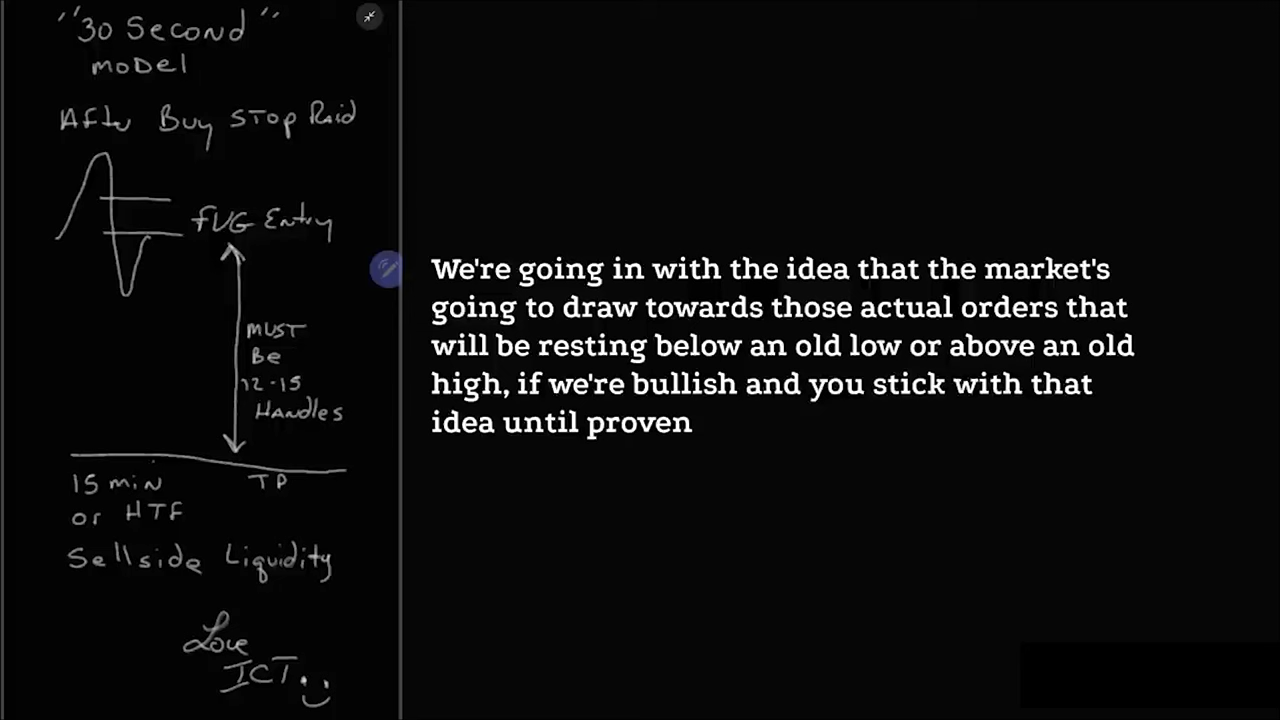 "30 Second"
Model
After Buy Stop Raid
FVG Entry
MUST
Be
12-15
HANdles
15 min
TP
or HTF
Sellside Liquidity
Love
ICT
We're going in with the idea that the market's
going to draw towards those actual orders that
will be resting below an old low or above an old
high, if we're bullish and you stick with that
idea until proven